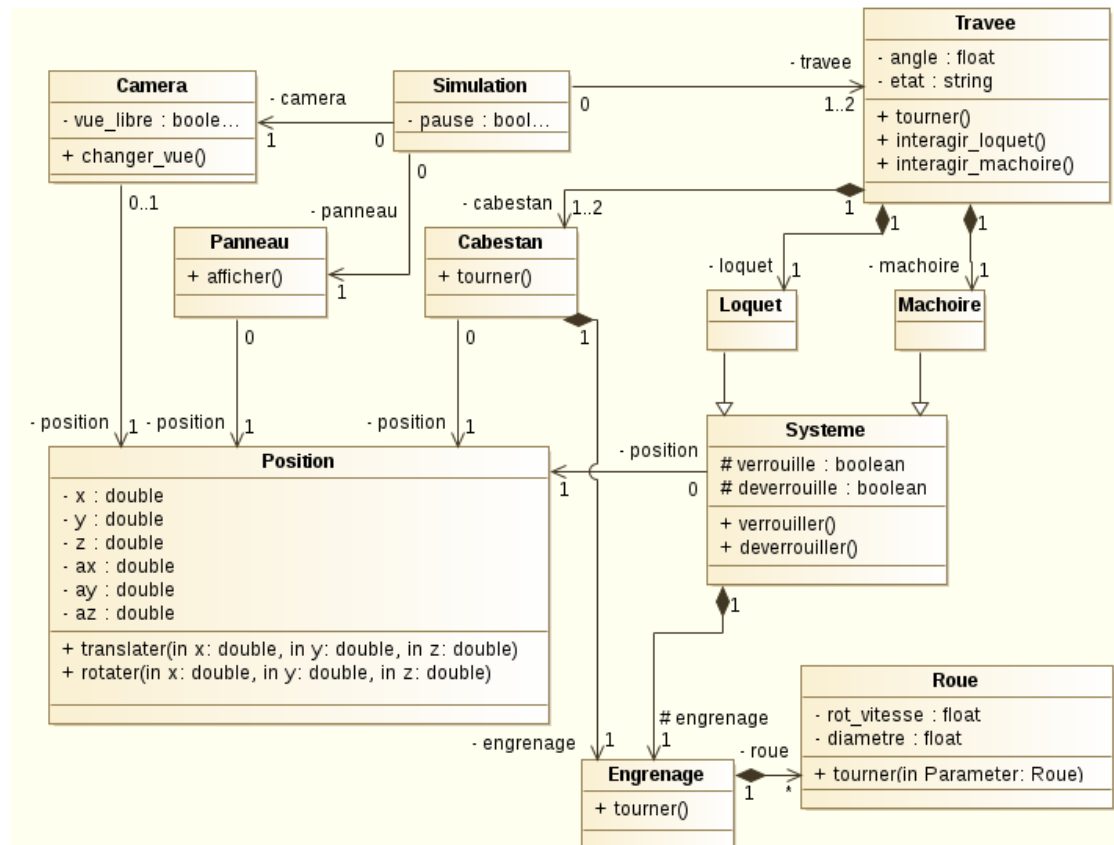 Travee
- angle : float
- etat : string
+ tourner()
+ interagir_loquet()
+ interagir_machoire()
- travee
0
1..2
Camera
- vue_libre : boole...
+ changer_vue()
- camera
1
0
Simulation
- pause : bool...
0
0..1
- panneau
1
Panneau
+ afficher()
- cabestan
1..2
1
Cabestan
+ tourner()
1
1
- loquet
1
- machoire
1
Loquet
Machoire
0
0
1
- position
1
- position
1
- position
1
Position
- x : double
- y : double
- z : double
- ax : double
- ay : double
- az : double
+ translater(in x: double, in y: double, in z: double)
+ rotater(in x: double, in y: double, in z: double)
- position
1
0
Systeme
# verrouille : boolean
# deverrouille : boolean
+ verrouiller()
+ deverrouiller()
1
- engrenage
1
# engrenage
1
Engrenage
+ tourner()
- roue
1
*
Roue
- rot_vitesse : float
- diametre : float
+ tourner(in Parameter: Roue)